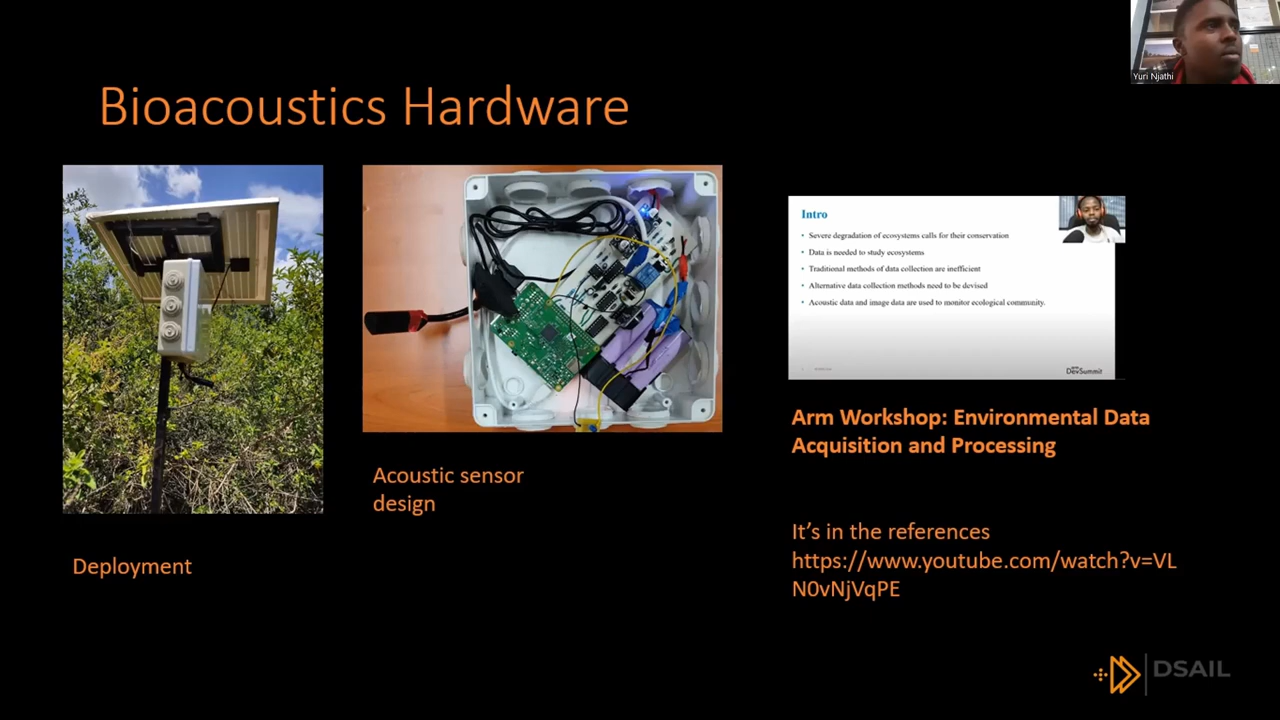 Yuri Njathi
Bioacoustics Hardware
Intro
• Severe degradation of ecosystems calls for their conservation
• Data is needed to study ecosystems
• Traditional methods of data collection are inefficient
• Alternative data collection methods need to be devised
• Acoustic data and image data are used to monitor ecological community.
DevSummit
Arm Workshop: Environmental Data
Acquisition and Processing
Acoustic sensor
design
It's in the references
https://www.youtube.com/watch?v=VL
N0vNjVqPE
Deployment
DSAIL